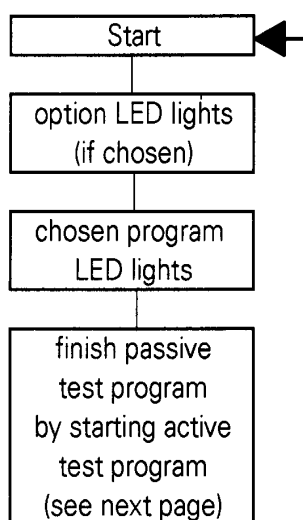 Start
option LED lights
(if chosen)
chosen program
LED lights
finish passive
test program
by starting active
test program
(see next page)